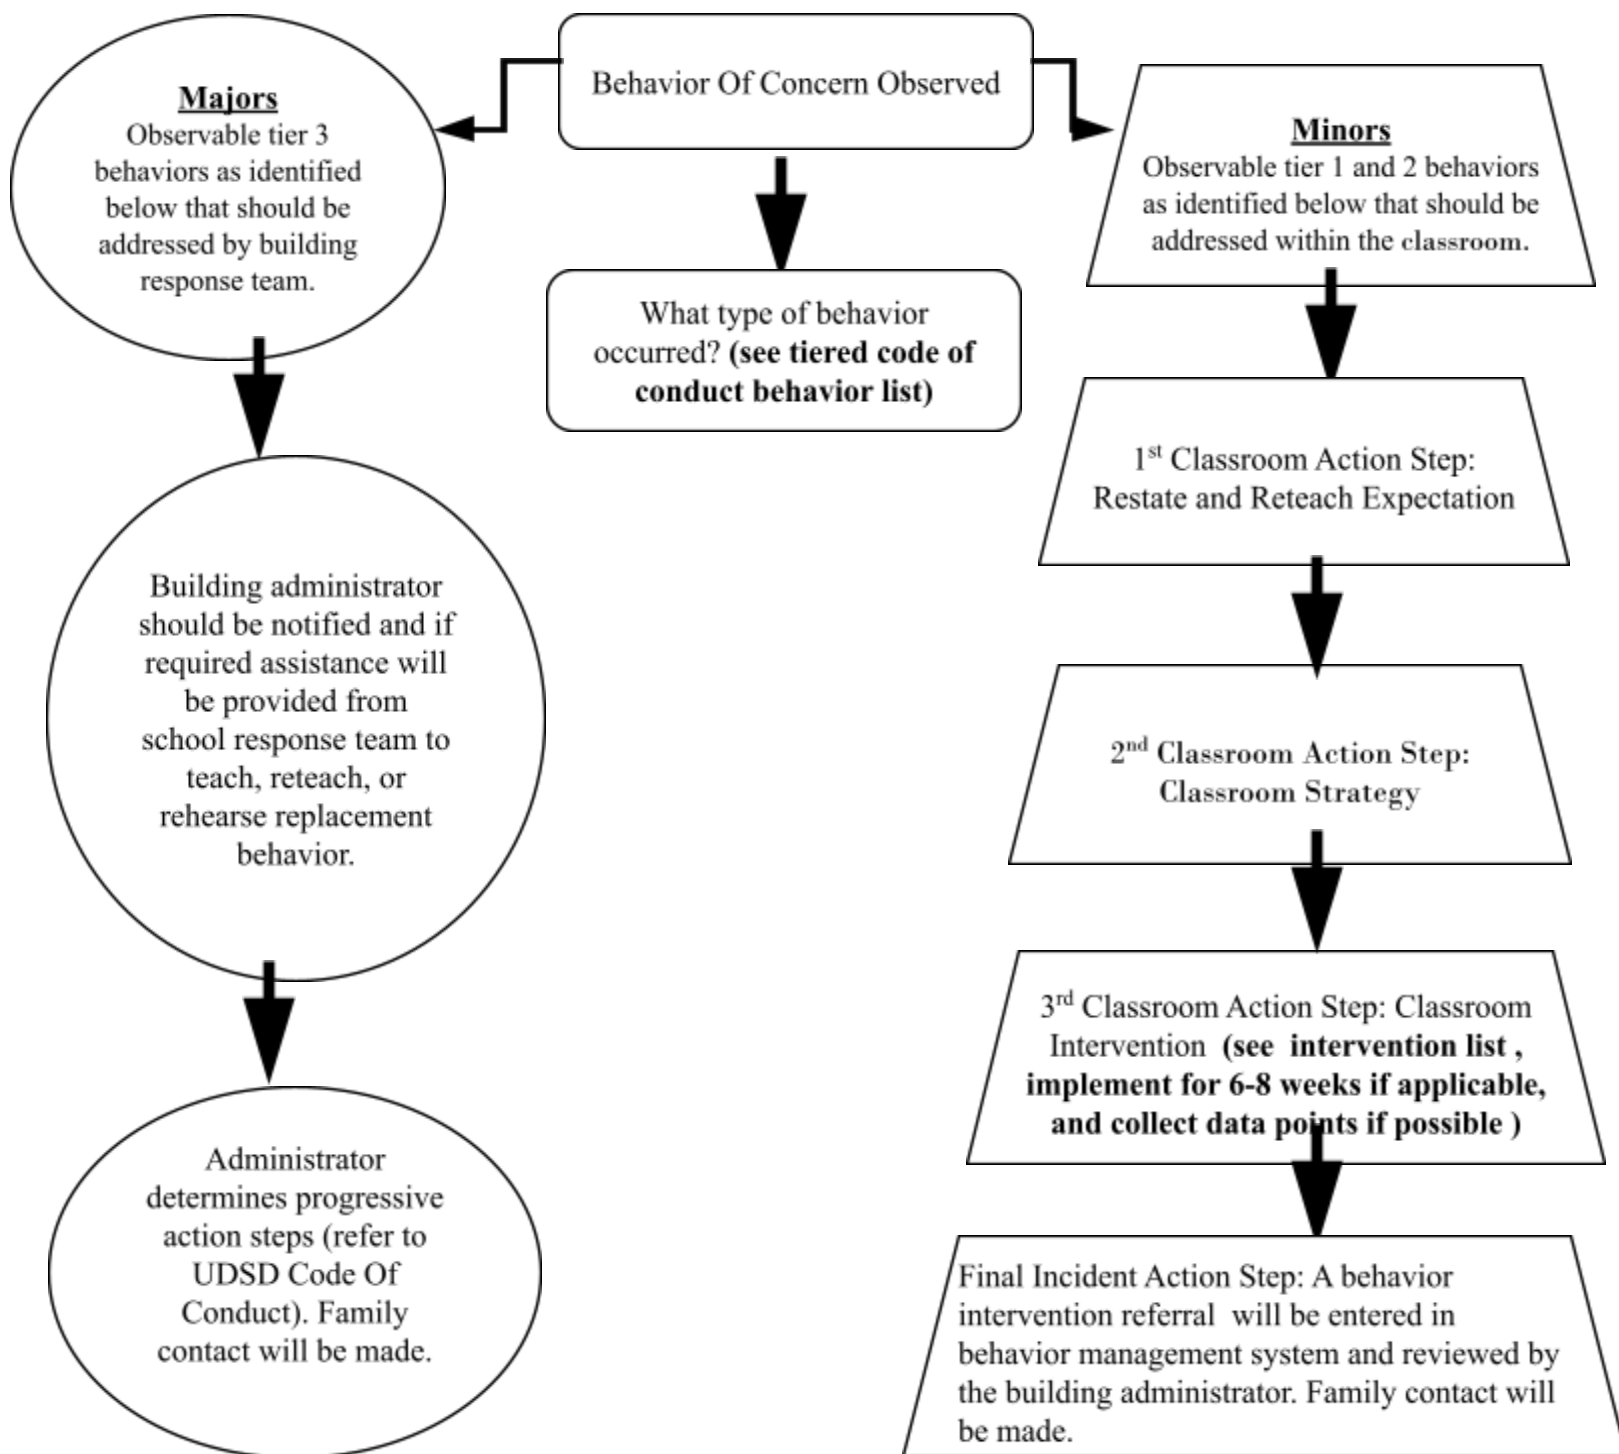 Behavior Of Concern Observed
What type of behavior
occurred? (see tiered code of
conduct behavior list)
Majors
Observable tier 3
behaviors as identified
below that should be
addressed by building
response team.
Building administrator
should be notified and if
required assistance will
be provided from
school response team to
teach, reteach, or
rehearse replacement
behavior.
Administrator
determines progressive
action steps (refer to
UDSD Code Of
Conduct). Family
contact will be made.
Minors
Observable tier 1 and 2 behaviors
as identified below that should be
addressed within the classroom.
1st Classroom Action Step:
Restate and Reteach Expectation
2nd Classroom Action Step:
Classroom Strategy
3rd Classroom Action Step: Classroom
Intervention (see intervention list ,
implement for 6-8 weeks if applicable,
and collect data points if possible )
Final Incident Action Step: A behavior
intervention referral will be entered in
behavior management system and reviewed by
the building administrator. Family contact will
be made.